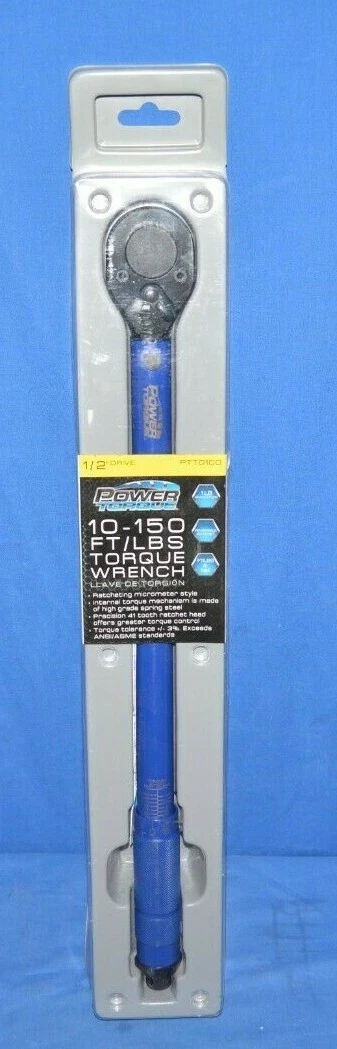 POWER
1/2" DRIVE PTT0100
POWER
TORQUE
10-150
FT/LBS
TORQUE
WRENCH
LLAVE DE TORSION
• Ratcheting micrometer style
• Internal torque mechanism is made
of high grade spring steel
• Precision 41 tooth ratchet head
offers greater torque control
• Torque tolerance +/- 3%. Exceeds
ANSI/ASME standards
1LB